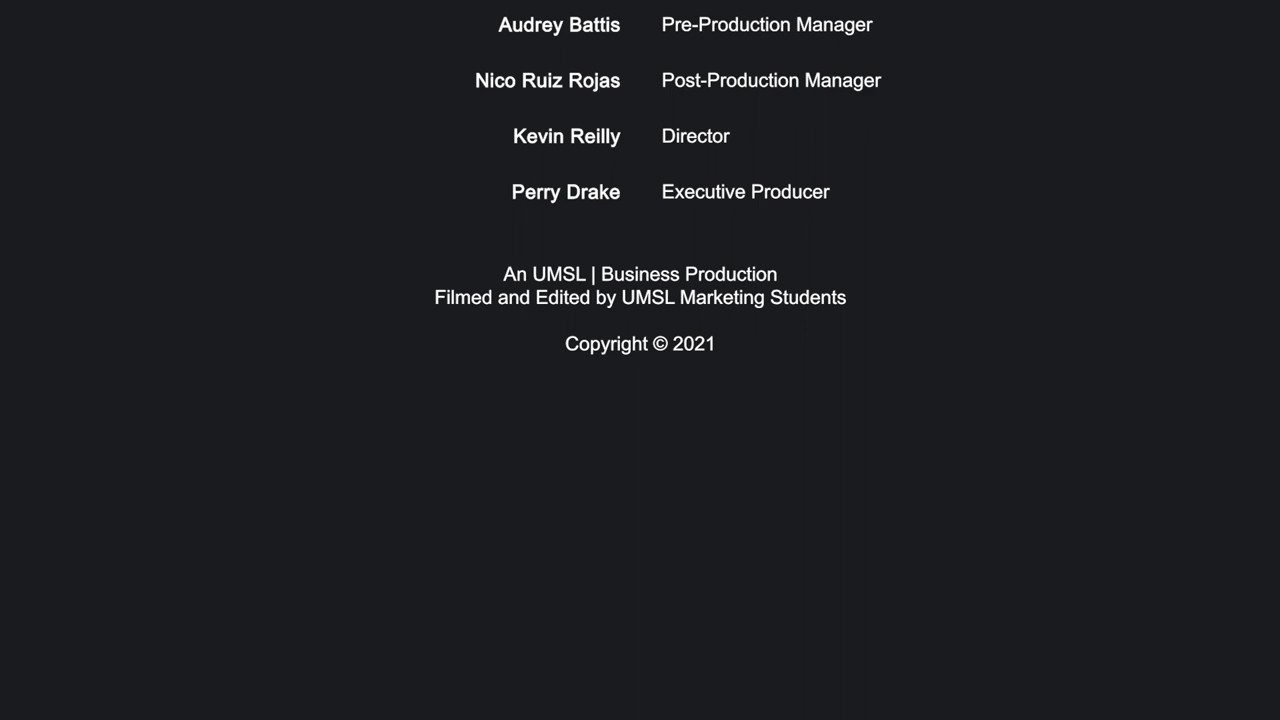 Audrey Battis Pre-Production Manager
Nico Ruiz Rojas Post-Production Manager
Kevin Reilly Director
Perry Drake Executive Producer
An UMSL | Business Production
Filmed and Edited by UMSL Marketing Students
Copyright © 2021